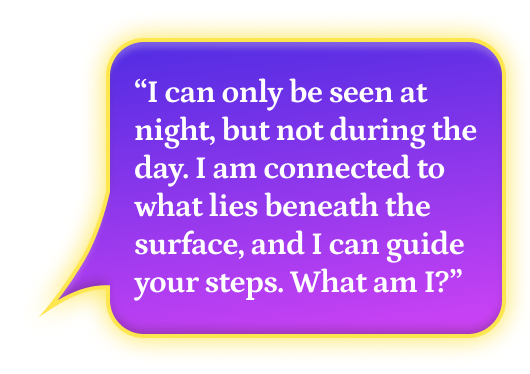 “I can only be seen at
night, but not during the
day. I am connected to
what lies beneath the
surface, and I can guide
your steps. What am I?”